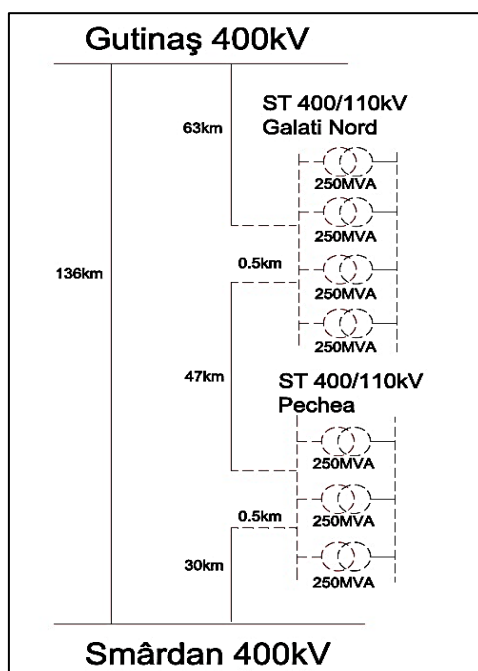 Gutinaş 400kV
ST 400/110kV
Galati Nord
63km
250MVA
250MVA
0.5km
136km
250MVA
250MVA
47km
ST 400/110kV
Pechea
250MVA
250MVA
0.5km
30km
250MVA
Smârdan 400kV